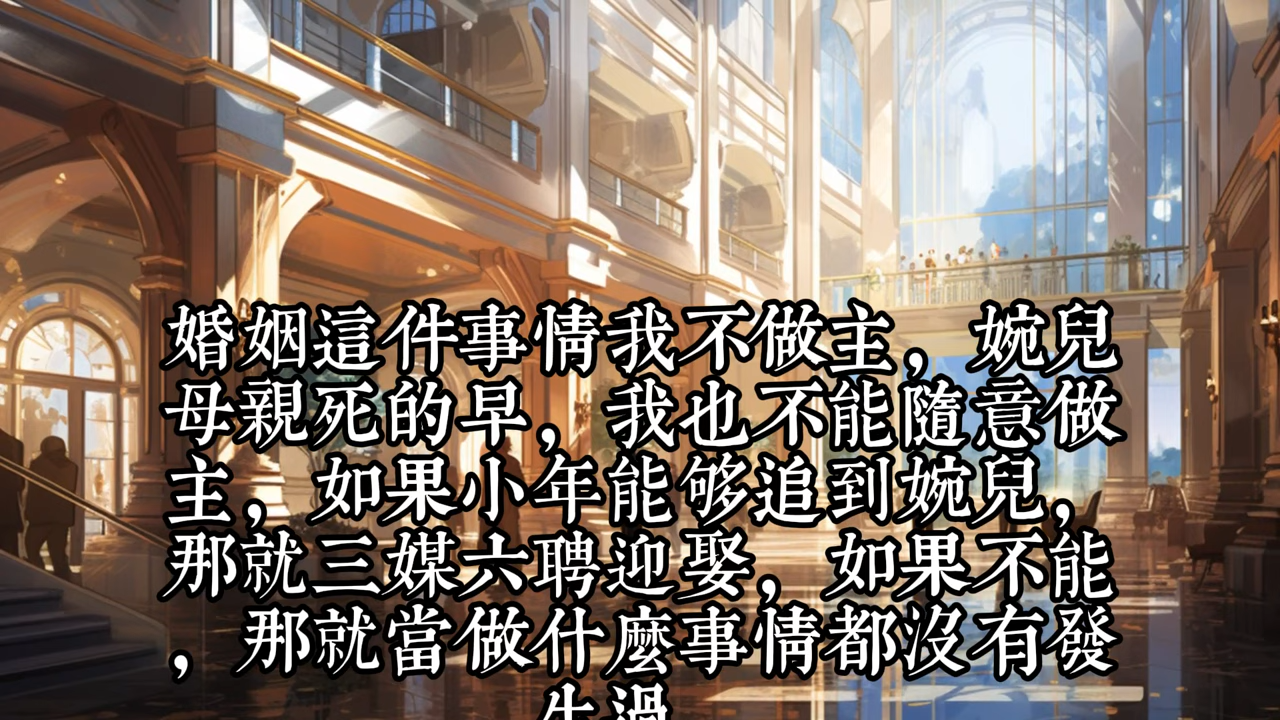 婚姻這件事情我不做主，婉兒
母親死的早，我也不能隨意做
主，如果小年能够追到婉兒，
那就三媒六聘迎娶，如果不能
，那就當做什麼事情都沒有發
生過